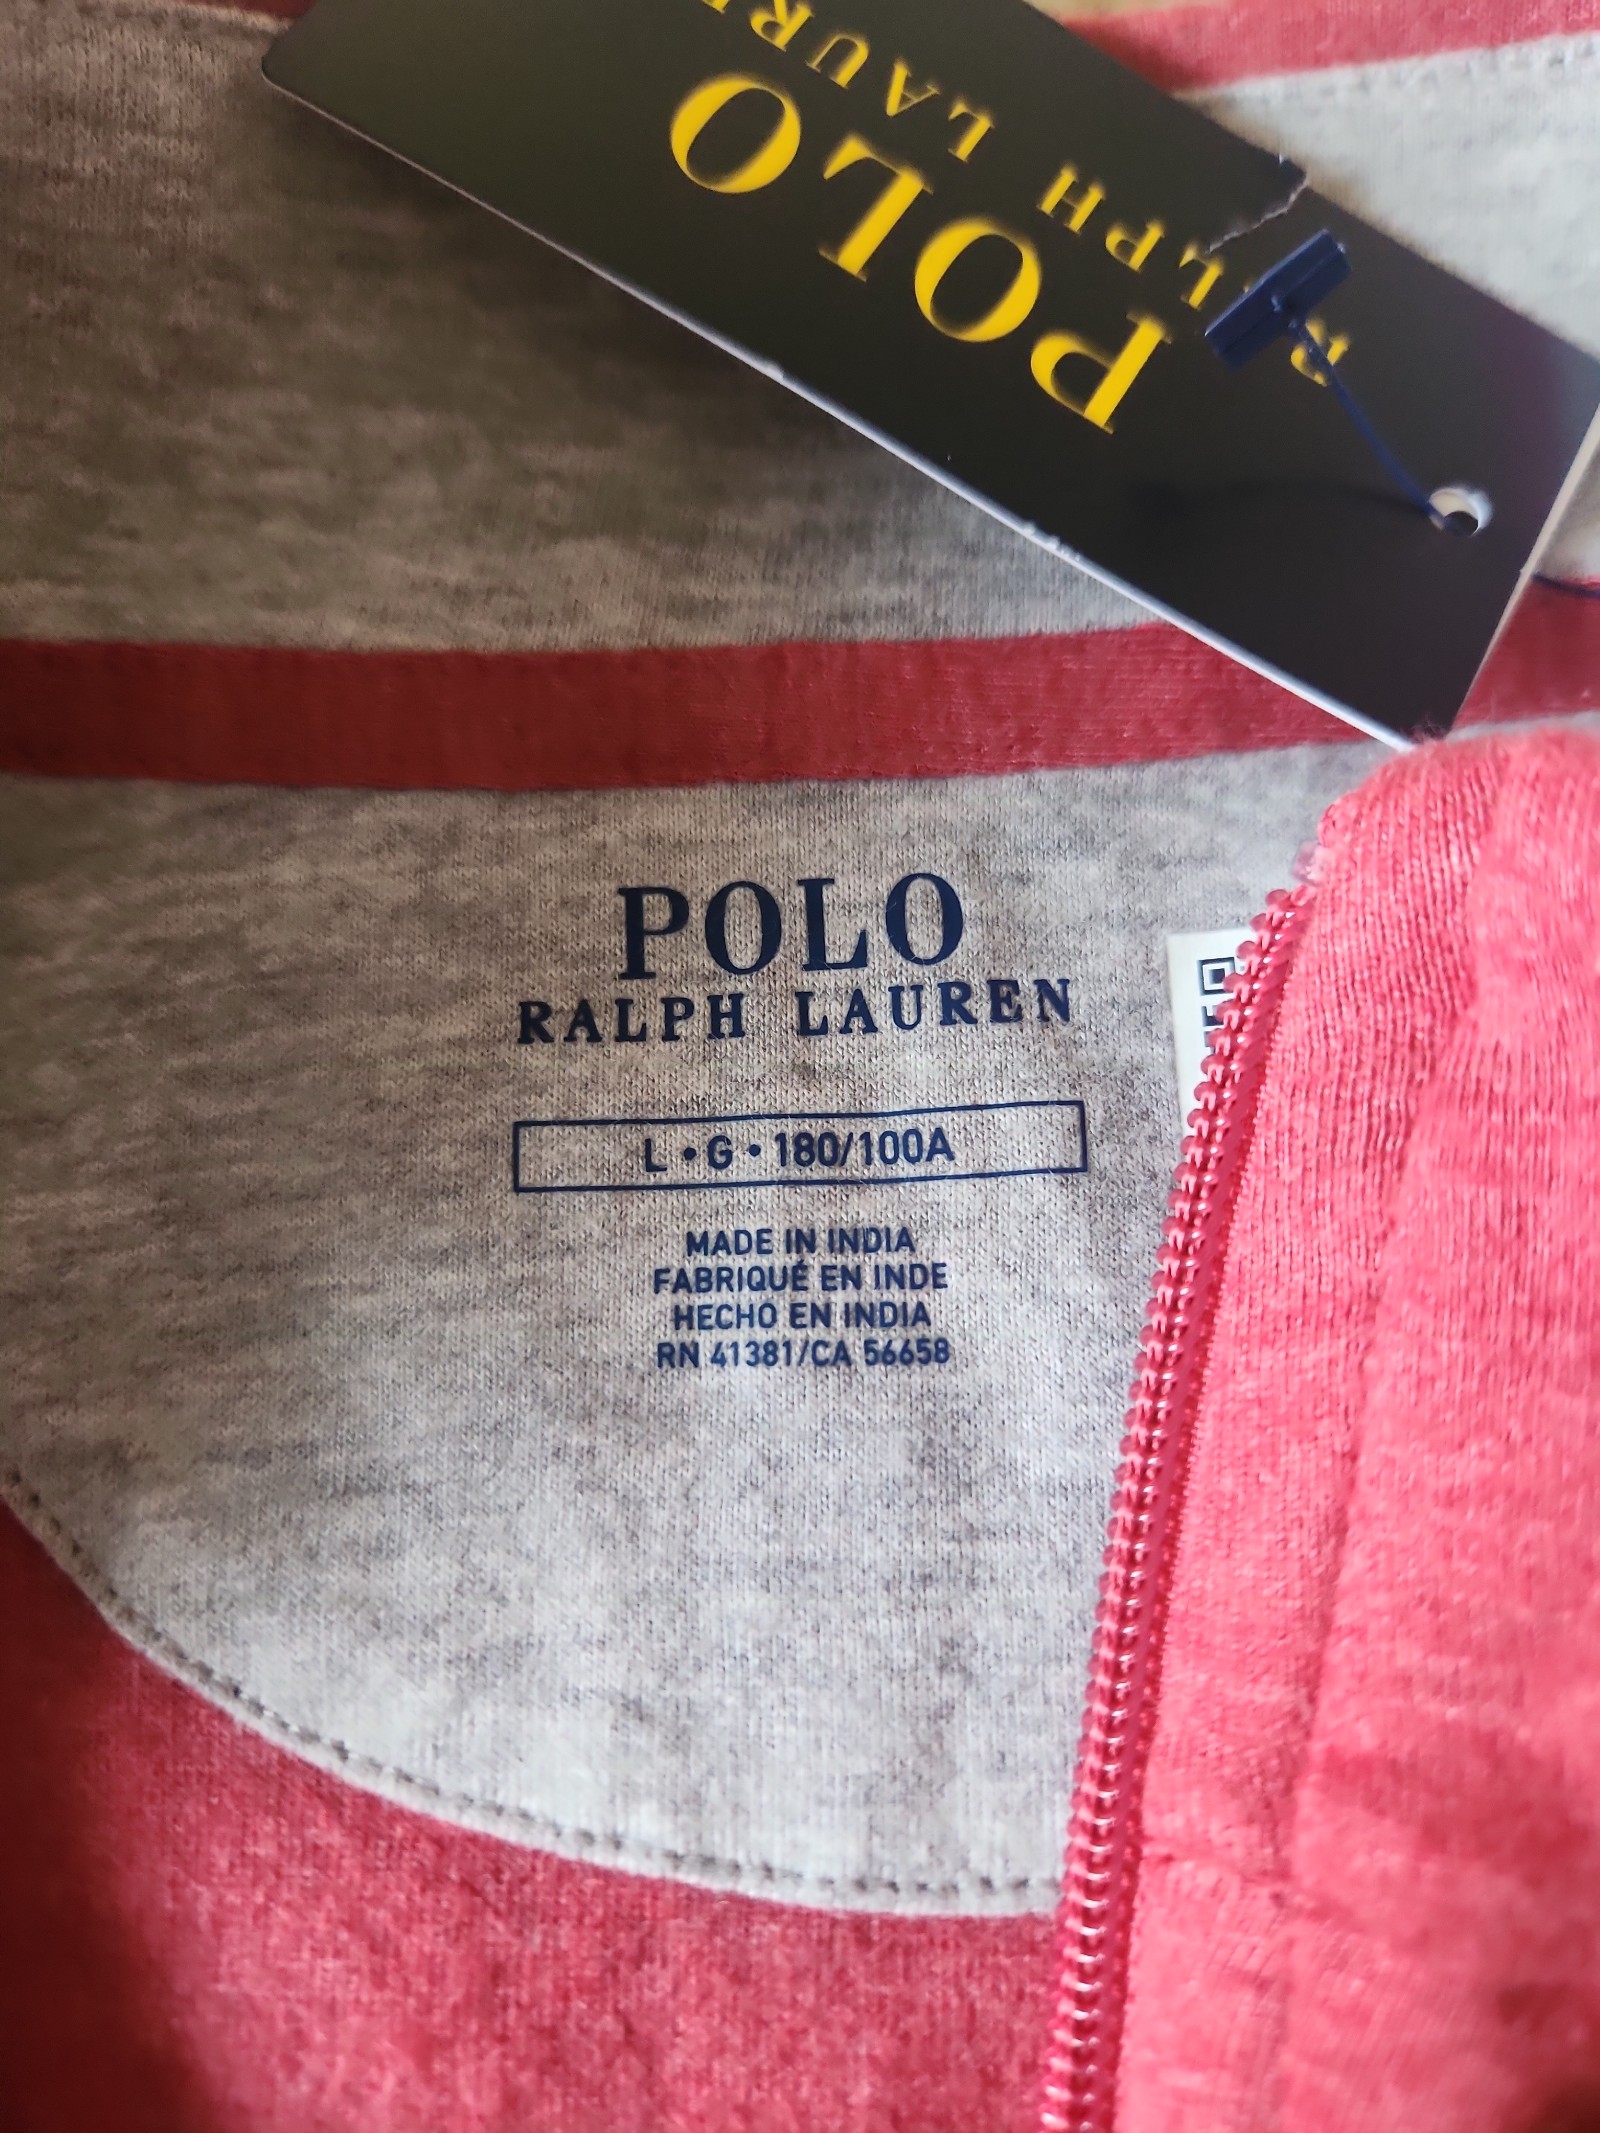 POLO
RALPH LAUR
POLO
RALPH LAUREN
L • G • 180/100A
MADE IN INDIA
FABRIQUÉ EN INDE
HECHO EN INDIA
RN 41381/CA 56658